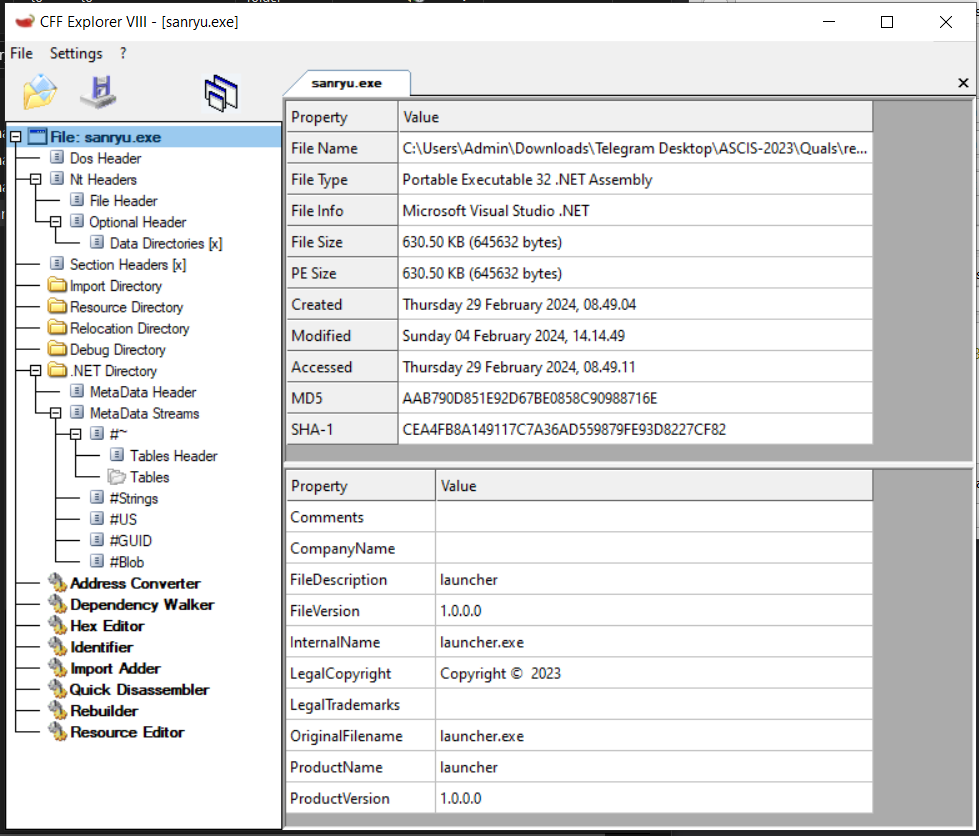 CFF Explorer VIII - [sanryu.exe]
File Settings ?
sanryu.exe
File: sanryu.exe
Dos Header
Nt Headers
File Header
Optional Header
Data Directories [x]
Section Headers [x]
Import Directory
Resource Directory
Relocation Directory
Debug Directory
.NET Directory
MetaData Header
MetaData Streams
#~
Tables Header
Tables
#Strings
#US
#GUID
#Blob
Address Converter
Dependency Walker
Hex Editor
Identifier
Import Adder
Quick Disassembler
Rebuilder
Resource Editor
Property Value
File Name C:\Users\Admin\Downloads\Telegram Desktop\ASCIS-2023\Quals\re...
File Type Portable Executable 32 .NET Assembly
File Info Microsoft Visual Studio .NET
File Size 630.50 KB (645632 bytes)
PE Size 630.50 KB (645632 bytes)
Created Thursday 29 February 2024, 08.49.04
Modified Sunday 04 February 2024, 14.14.49
Accessed Thursday 29 February 2024, 08.49.11
MD5 AAB790D851E92D67BE0858C90988716E
SHA-1 CEA4FB8A149117C7A36AD559879FE93D8227CF82
Property Value
Comments
CompanyName
FileDescription launcher
FileVersion 1.0.0.0
InternalName launcher.exe
LegalCopyright Copyright © 2023
LegalTrademarks
OriginalFilename launcher.exe
ProductName launcher
ProductVersion 1.0.0.0